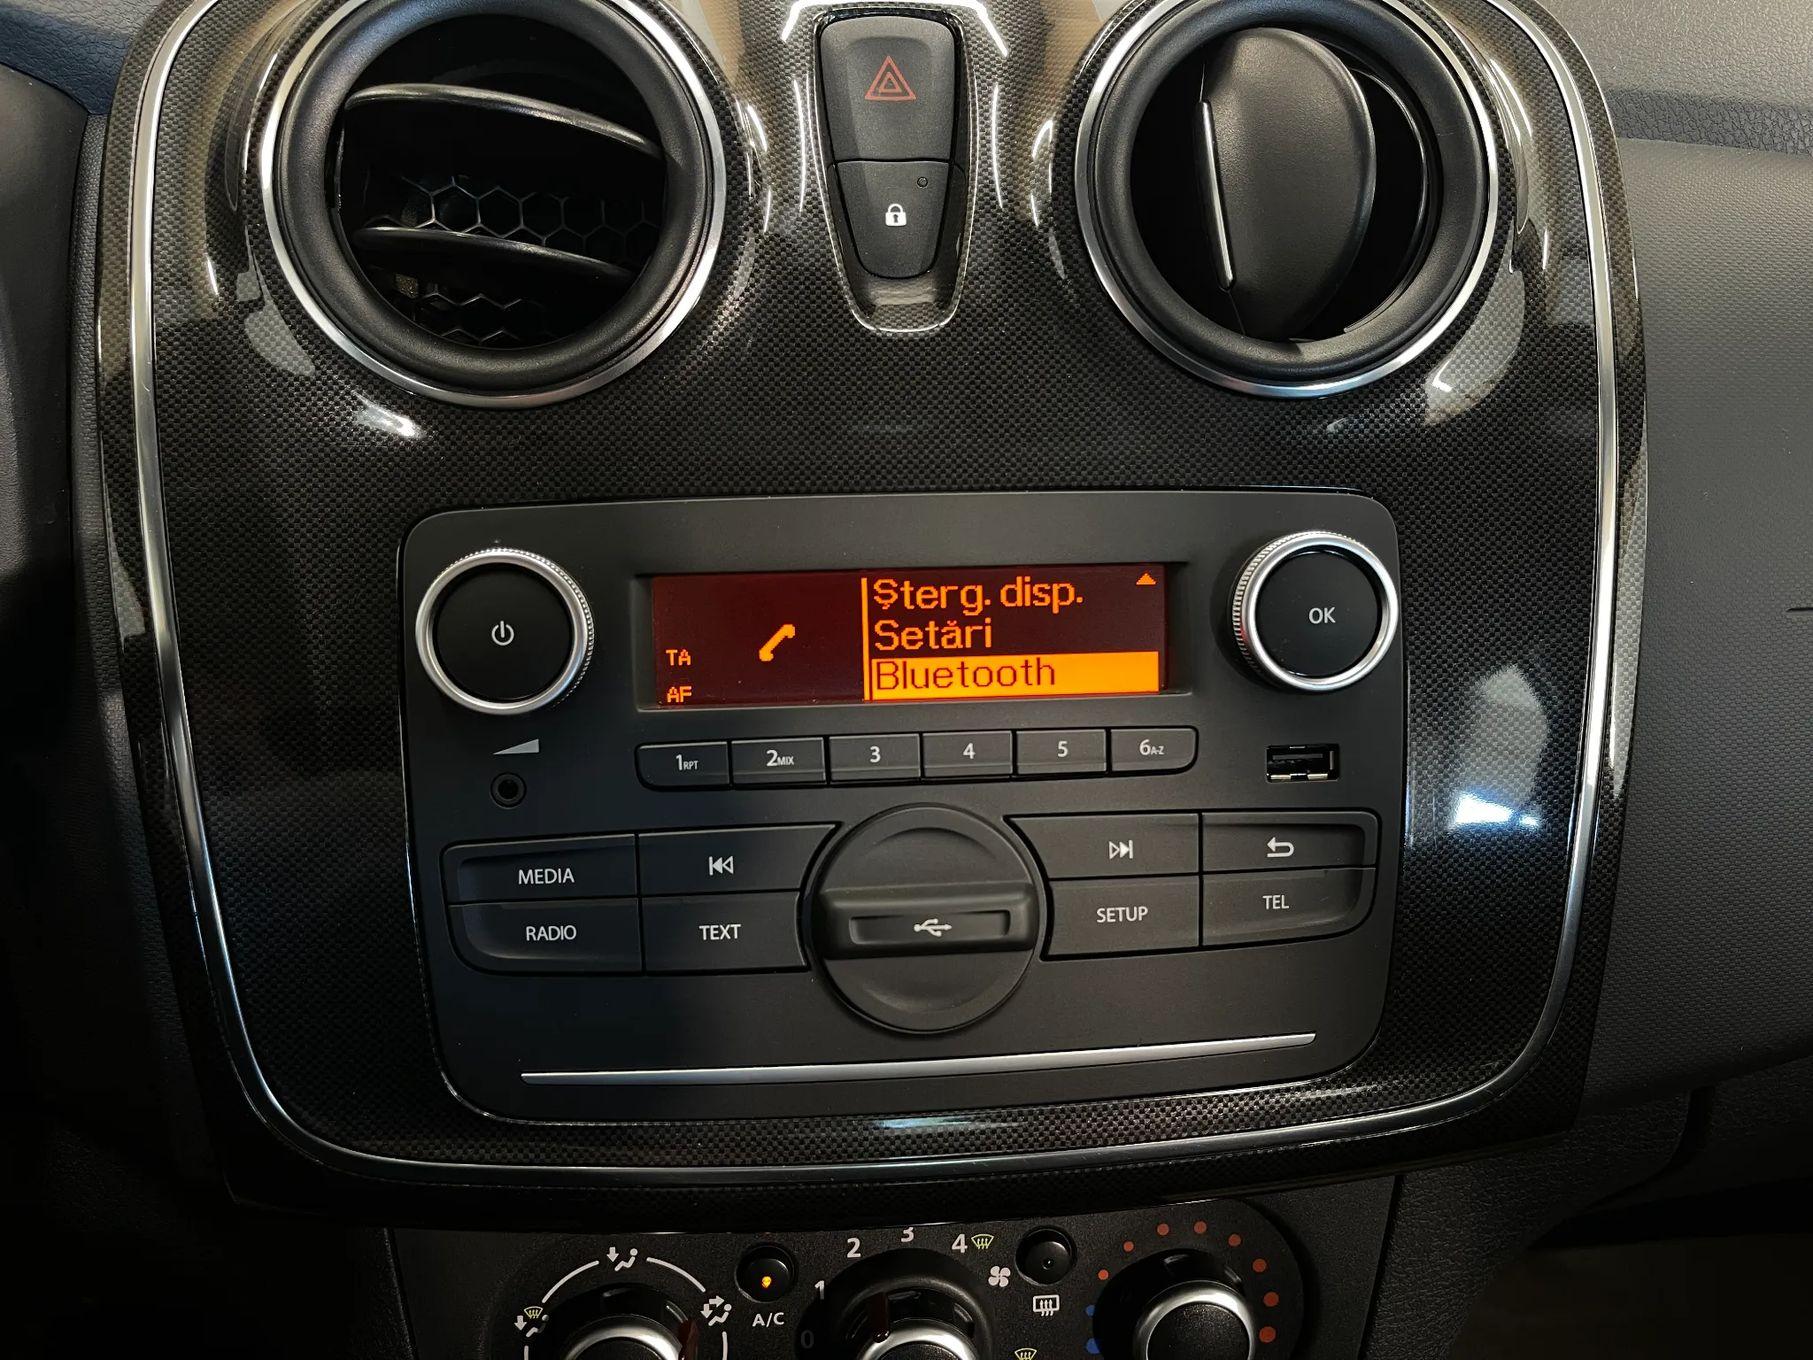 Șterg. disp.
Setări
Bluetooth
TA
AF
OK
1RPT
2MIX
3
4
5
6A-Z
MEDIA
RADIO
TEXT
SETUP
TEL
0
1
2
3
4
A/C